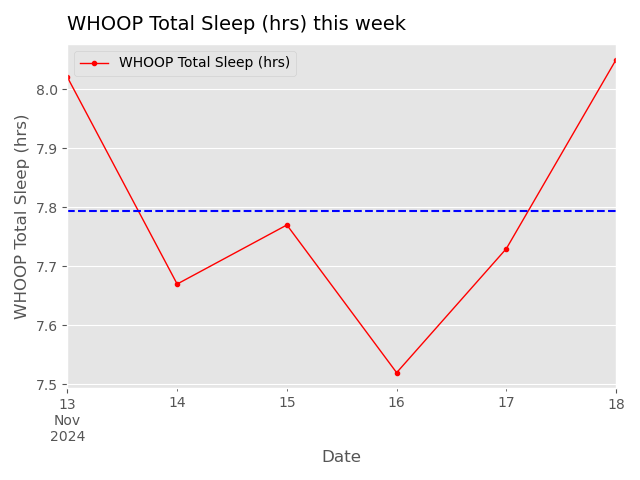 WHOOP Total Sleep (hrs) this week
WHOOP Total Sleep (hrs)
WHOOP Total Sleep (hrs)
8.0
7.9
7.8
7.7
7.6
7.5
13 14 15 16 17 18
Nov
2024
Date